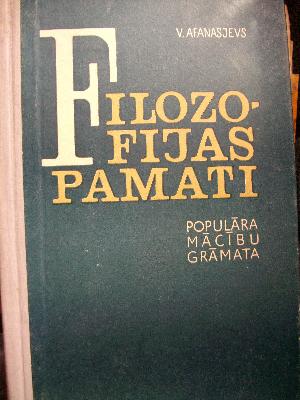 V. AFANASJEVS
FILOZO-
FIJAS
PAMATI
POPULĀRA
MĀCĪBU
GRĀMATA